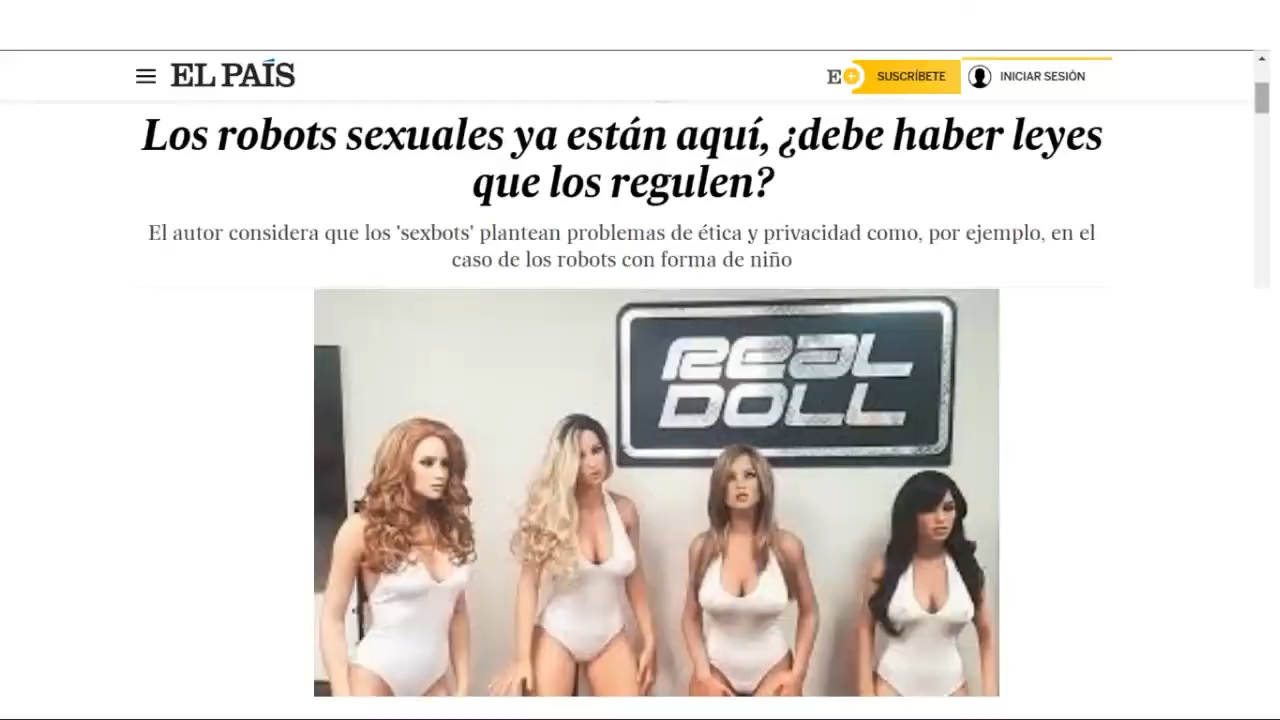 EL PAÍS
E+ SUSCRÍBETE INICIAR SESIÓN
Los robots sexuales ya están aquí, ¿debe haber leyes
que los regulen?
El autor considera que los 'sexbots' plantean problemas de ética y privacidad como, por ejemplo, en el
caso de los robots con forma de niño
REAL
DOLL